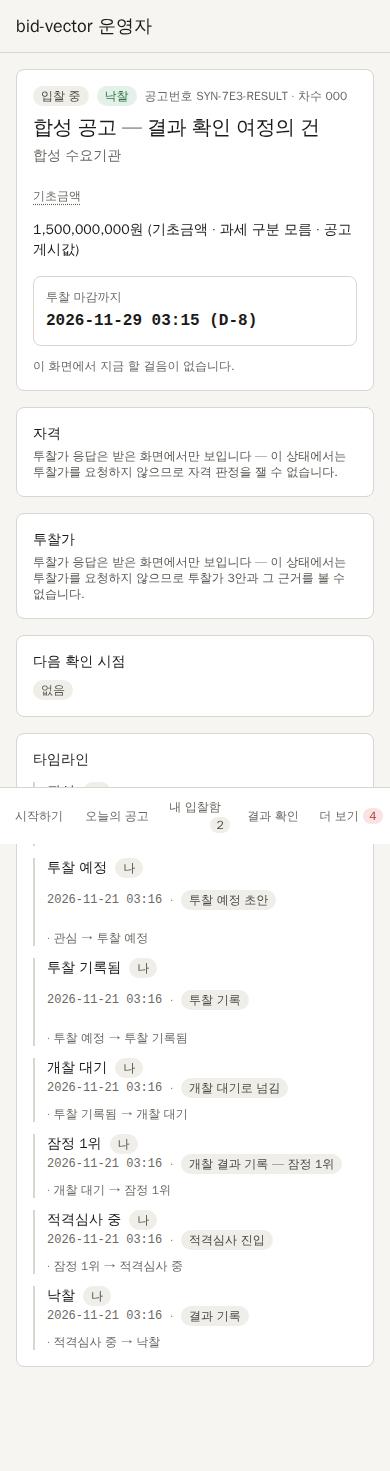 bid-vector 운영자
입찰 중 낙찰 공고번호 SYN-7E3-RESULT · 차수 000
합성 공고 — 결과 확인 여정의 건
합성 수요기관
기초금액
1,500,000,000원 (기초금액 · 과세 구분 모름 · 공고
게시값)
투찰 마감까지
2026-11-29 03:15 (D-8)
이 화면에서 지금 할 걸음이 없습니다.
자격
투찰가 응답은 받은 화면에서만 보입니다 — 이 상태에서는
투찰가를 요청하지 않으므로 자격 판정을 잴 수 없습니다.
투찰가
투찰가 응답은 받은 화면에서만 보입니다 — 이 상태에서는
투찰가를 요청하지 않으므로 투찰가 3안과 그 근거를 볼 수
없습니다.
다음 확인 시점
없음
타임라인
시작하기 오늘의 공고 내 입찰함 2 결과 확인 더 보기 4
투찰 예정 나
2026-11-21 03:16 · 투찰 예정 초안
· 관심 → 투찰 예정
투찰 기록됨 나
2026-11-21 03:16 · 투찰 기록
· 투찰 예정 → 투찰 기록됨
개찰 대기 나
2026-11-21 03:16 · 개찰 대기로 넘김
· 투찰 기록됨 → 개찰 대기
잠정 1위 나
2026-11-21 03:16 · 개찰 결과 기록 — 잠정 1위
· 개찰 대기 → 잠정 1위
적격심사 중 나
2026-11-21 03:16 · 적격심사 진입
· 잠정 1위 → 적격심사 중
낙찰 나
2026-11-21 03:16 · 결과 기록
· 적격심사 중 → 낙찰